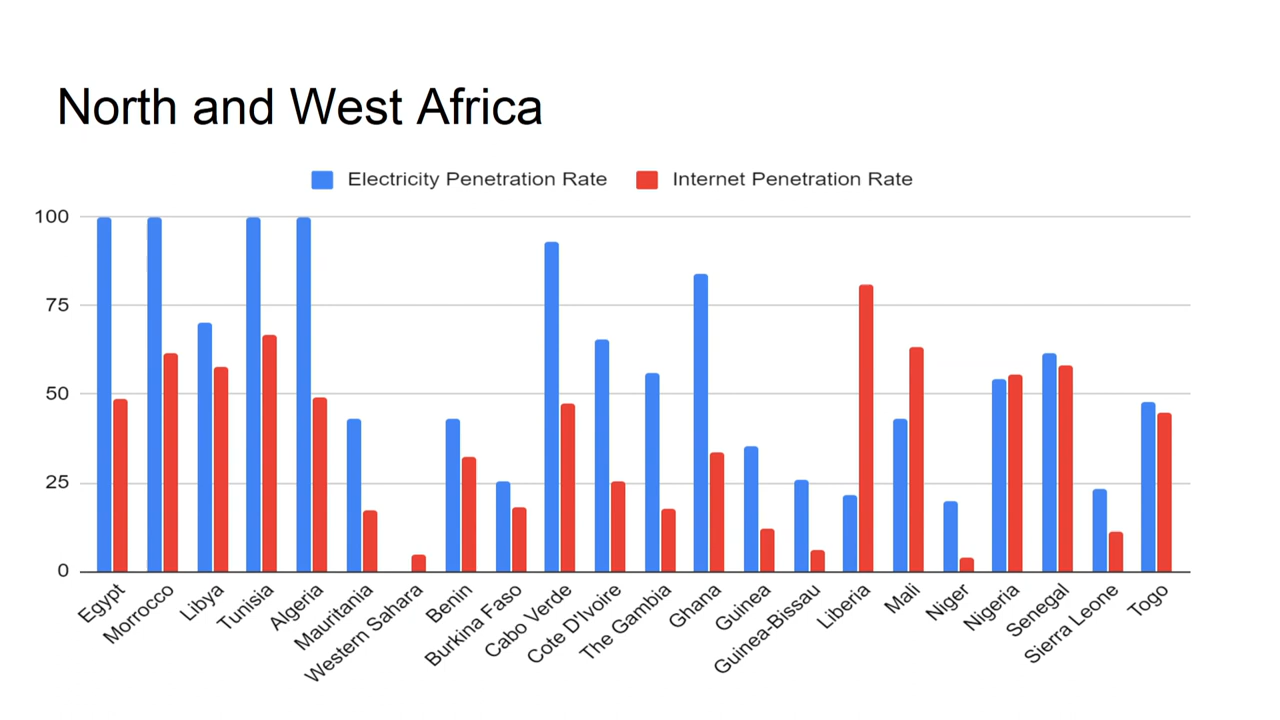 North and West Africa
Electricity Penetration Rate Internet Penetration Rate
100
75
50
25
0
Egypt
Morrocco
Libya
Tunisia
Algeria
Mauritania
Western Sahara
Benin
Burkina Faso
Cabo Verde
Cote D'Ivoire
The Gambia
Ghana
Guinea
Guinea-Bissau
Liberia
Mali
Niger
Nigeria
Senegal
Sierra Leone
Togo